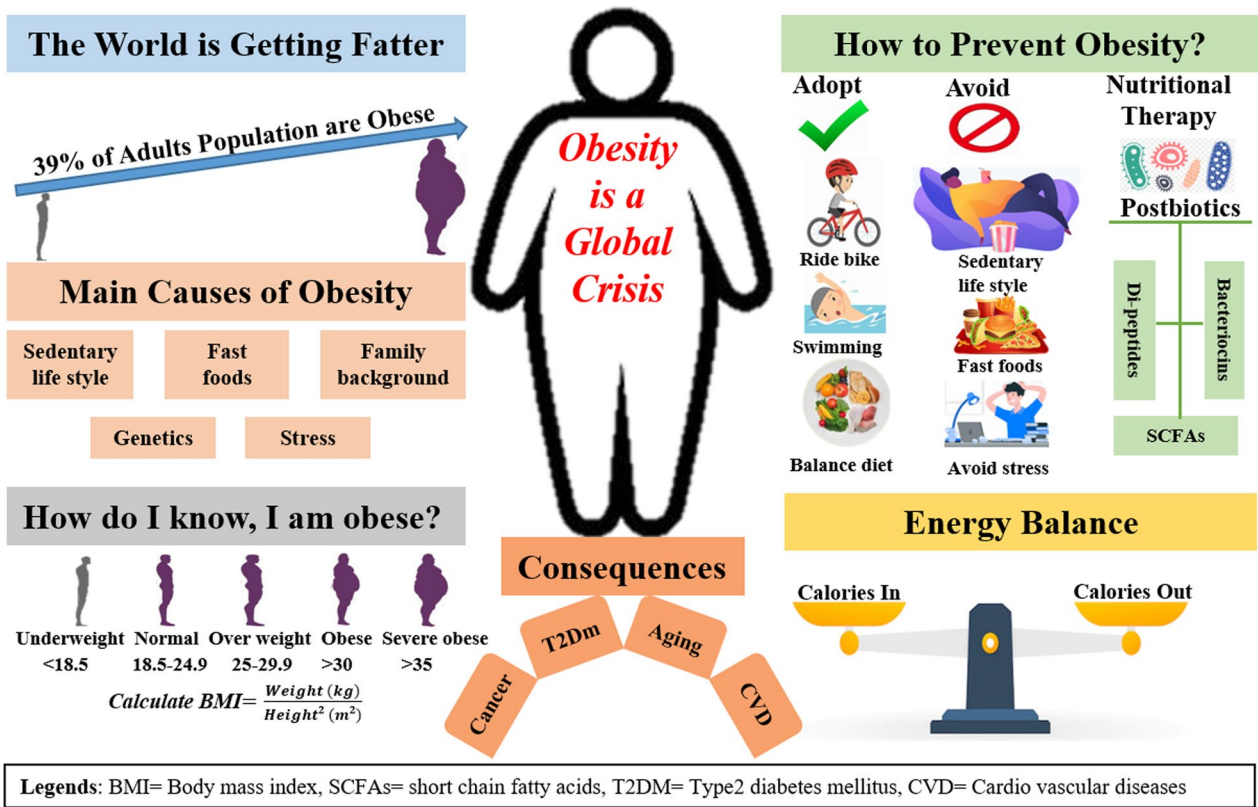 The World is Getting Fatter
39% of Adults Population are Obese
Main Causes of Obesity
Sedentary
life style
Fast
foods
Family
background
Genetics
Stress
How do I know, I am obese?
Underweight
<18.5
Normal
18.5-24.9
Over weight
25-29.9
Obese
>30
Severe obese
>35
Calculate BMI= Weight (kg)
Height² (m²)
Obesity
is a
Global
Crisis
Consequences
Cancer
T2Dm
Aging
CVD
How to Prevent Obesity?
Adopt
Ride bike
Swimming
Balance diet
Avoid
Sedentary
life style
Fast foods
Avoid stress
Nutritional
Therapy
Postbiotics
Di-peptides
Bacteriocins
SCFAs
Energy Balance
Calories In
Calories Out
Legends: BMI= Body mass index, SCFAs= short chain fatty acids, T2DM= Type2 diabetes mellitus, CVD= Cardio vascular diseases